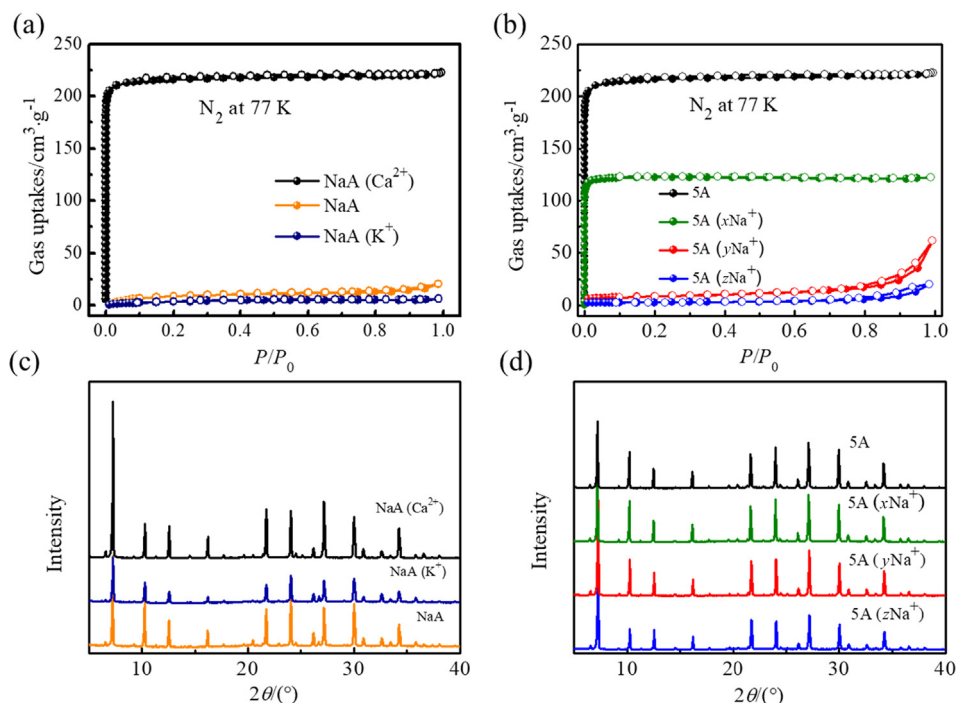 (a)
250
200
150
100
50
0
Gas uptakes/cm³·g⁻¹
N₂ at 77 K
NaA (Ca²⁺)
NaA
NaA (K⁺)
0.0 0.2 0.4 0.6 0.8 1.0
P/P₀
(b)
250
200
150
100
50
0
Gas uptakes/cm³·g⁻¹
N₂ at 77 K
5A
5A (xNa⁺)
5A (yNa⁺)
5A (zNa⁺)
0.0 0.2 0.4 0.6 0.8 1.0
P/P₀
(c)
Intensity
NaA (Ca²⁺)
NaA (K⁺)
NaA
10 20 30 40
2θ/(°)
(d)
Intensity
5A
5A (xNa⁺)
5A (yNa⁺)
5A (zNa⁺)
10 20 30 40
2θ/(°)